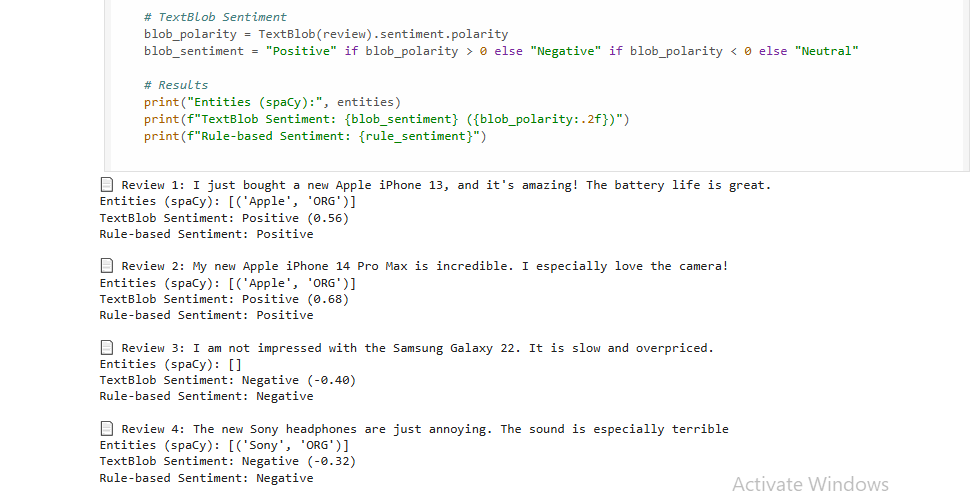 # TextBlob Sentiment
blob_polarity = TextBlob(review).sentiment.polarity
blob_sentiment = "Positive" if blob_polarity > 0 else "Negative" if blob_polarity < 0 else "Neutral"
# Results
print("Entities (spaCy):", entities)
print(f"TextBlob Sentiment: {blob_sentiment} ({blob_polarity:.2f})")
print(f"Rule-based Sentiment: {rule_sentiment}")
Review 1: I just bought a new Apple iPhone 13, and it's amazing! The battery life is great.
Entities (spaCy): [('Apple', 'ORG')]
TextBlob Sentiment: Positive (0.56)
Rule-based Sentiment: Positive
Review 2: My new Apple iPhone 14 Pro Max is incredible. I especially love the camera!
Entities (spaCy): [('Apple', 'ORG')]
TextBlob Sentiment: Positive (0.68)
Rule-based Sentiment: Positive
Review 3: I am not impressed with the Samsung Galaxy 22. It is slow and overpriced.
Entities (spaCy): []
TextBlob Sentiment: Negative (-0.40)
Rule-based Sentiment: Negative
Review 4: The new Sony headphones are just annoying. The sound is especially terrible
Entities (spaCy): [('Sony', 'ORG')]
TextBlob Sentiment: Negative (-0.32)
Rule-based Sentiment: Negative
Activate Windows